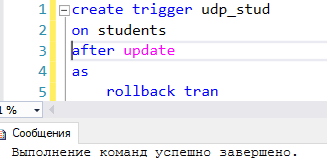 1 create trigger udp_stud
2 on students
3 after update
4 as
5 rollback tran
1 %
Сообщения
Выполнение команд успешно завершено.